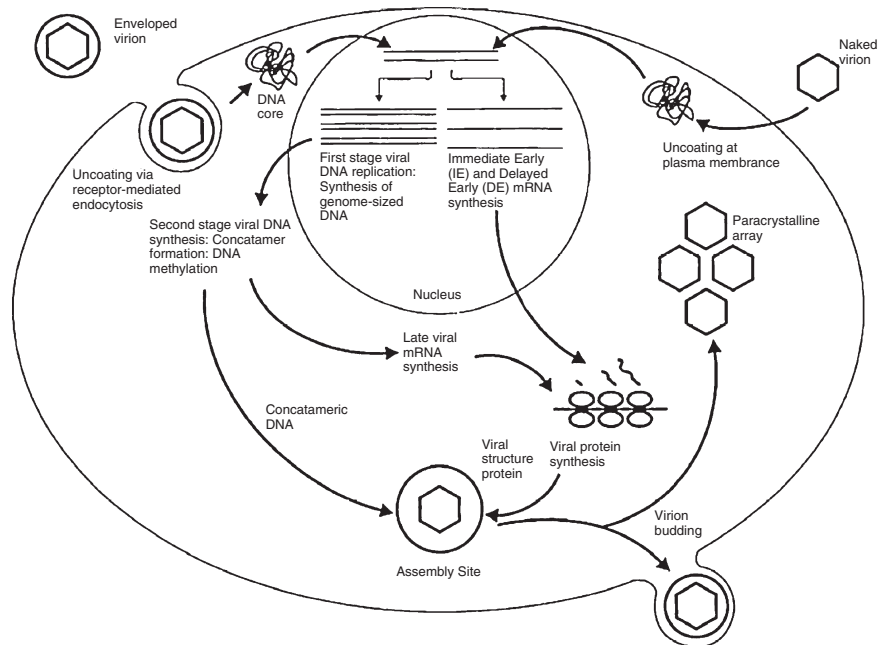 Enveloped
virion
Naked
virion
DNA
core
Uncoating at
plasma membrance
Uncoating via
receptor-mediated
endocytosis
First stage viral
DNA replication:
Synthesis of
genome-sized
DNA
Immediate Early
(IE) and Delayed
Early (DE) mRNA
synthesis
Second stage viral DNA
synthesis: Concatamer
formation: DNA
methylation
Paracrystalline
array
Nucleus
Late viral
mRNA
synthesis
Concatameric
DNA
Viral
structure
protein
Viral protein
synthesis
Virion
budding
Assembly Site